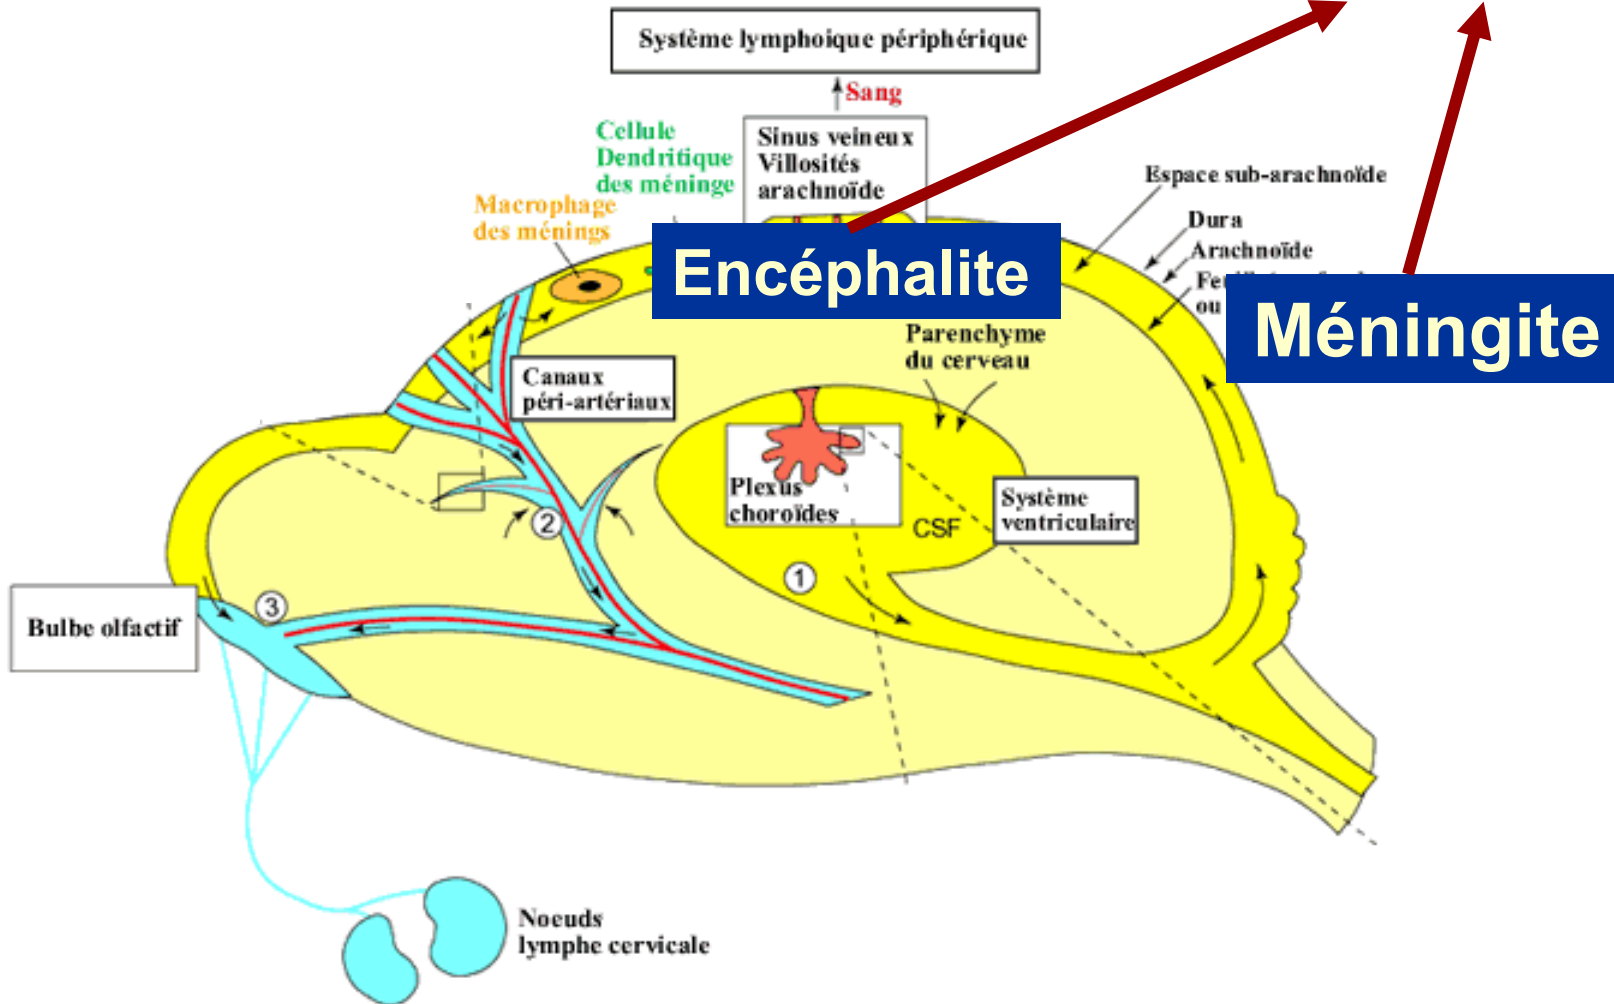 Système lymphoique périphérique
Sang
Cellule
Dendritique
des méninge
Sinus veineux
Villosités
arachnoïde
Macrophage
des ménings
Espace sub-arachnoïde
Dura
Arachnoïde
ou
Encéphalite
Méningite
Parenchyme
du cerveau
Canaux
péri-artériaux
Plexus
choroïdes
Système
ventriculaire
CSF
2
1
3
Bulbe olfactif
Noeuds
lymphe cervicale